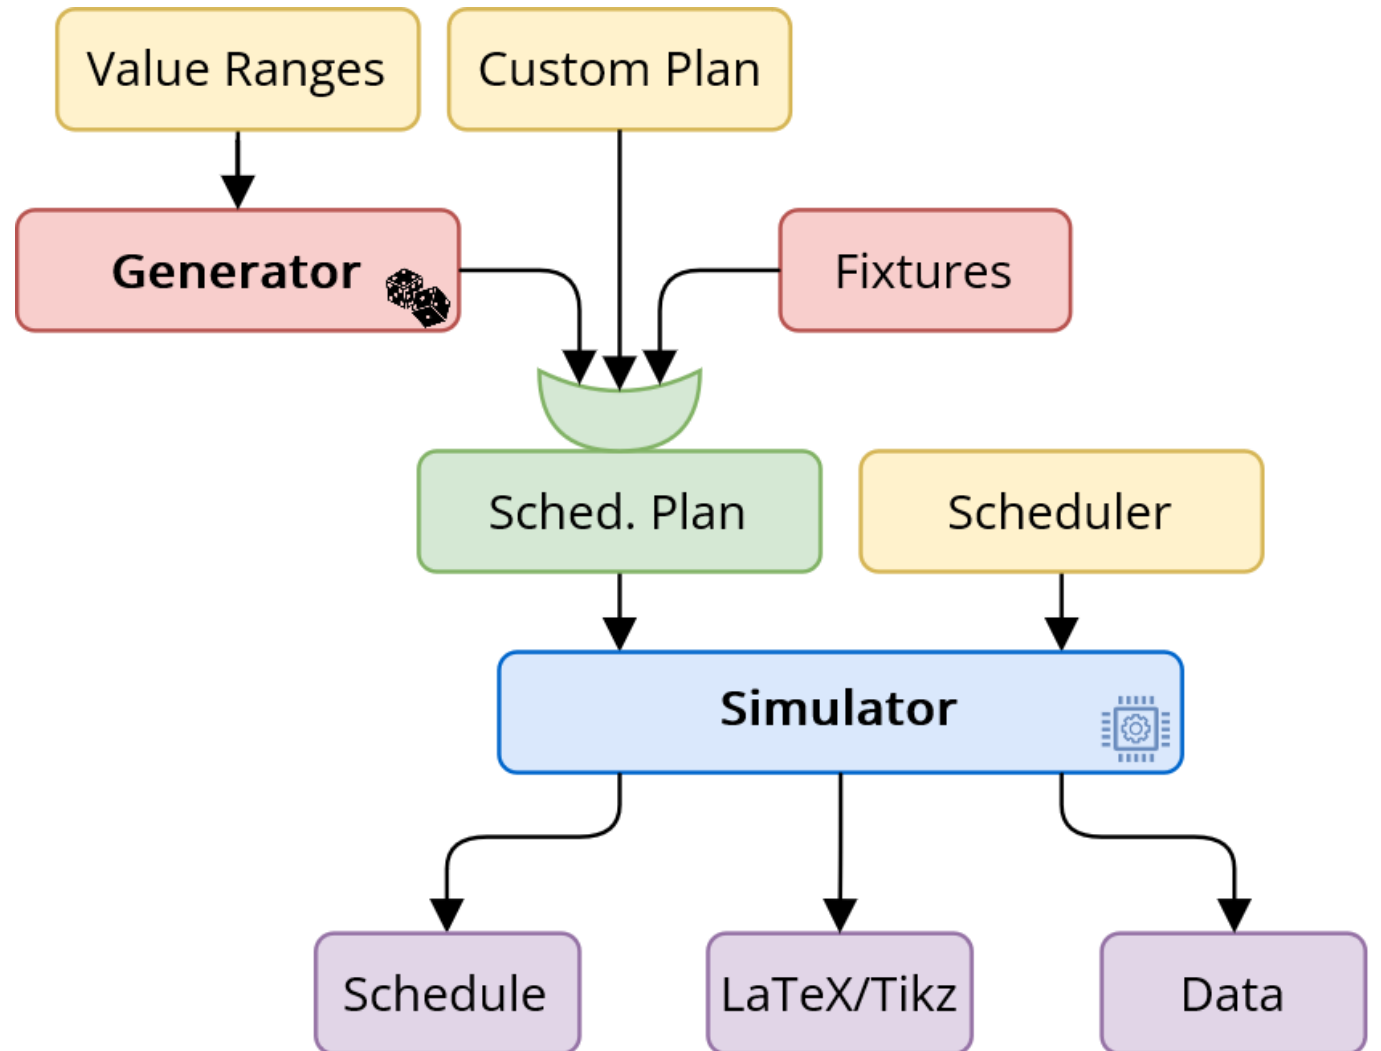 Value Ranges
Custom Plan
Generator
Fixtures
Sched. Plan
Scheduler
Simulator
Schedule
LaTeX/Tikz
Data